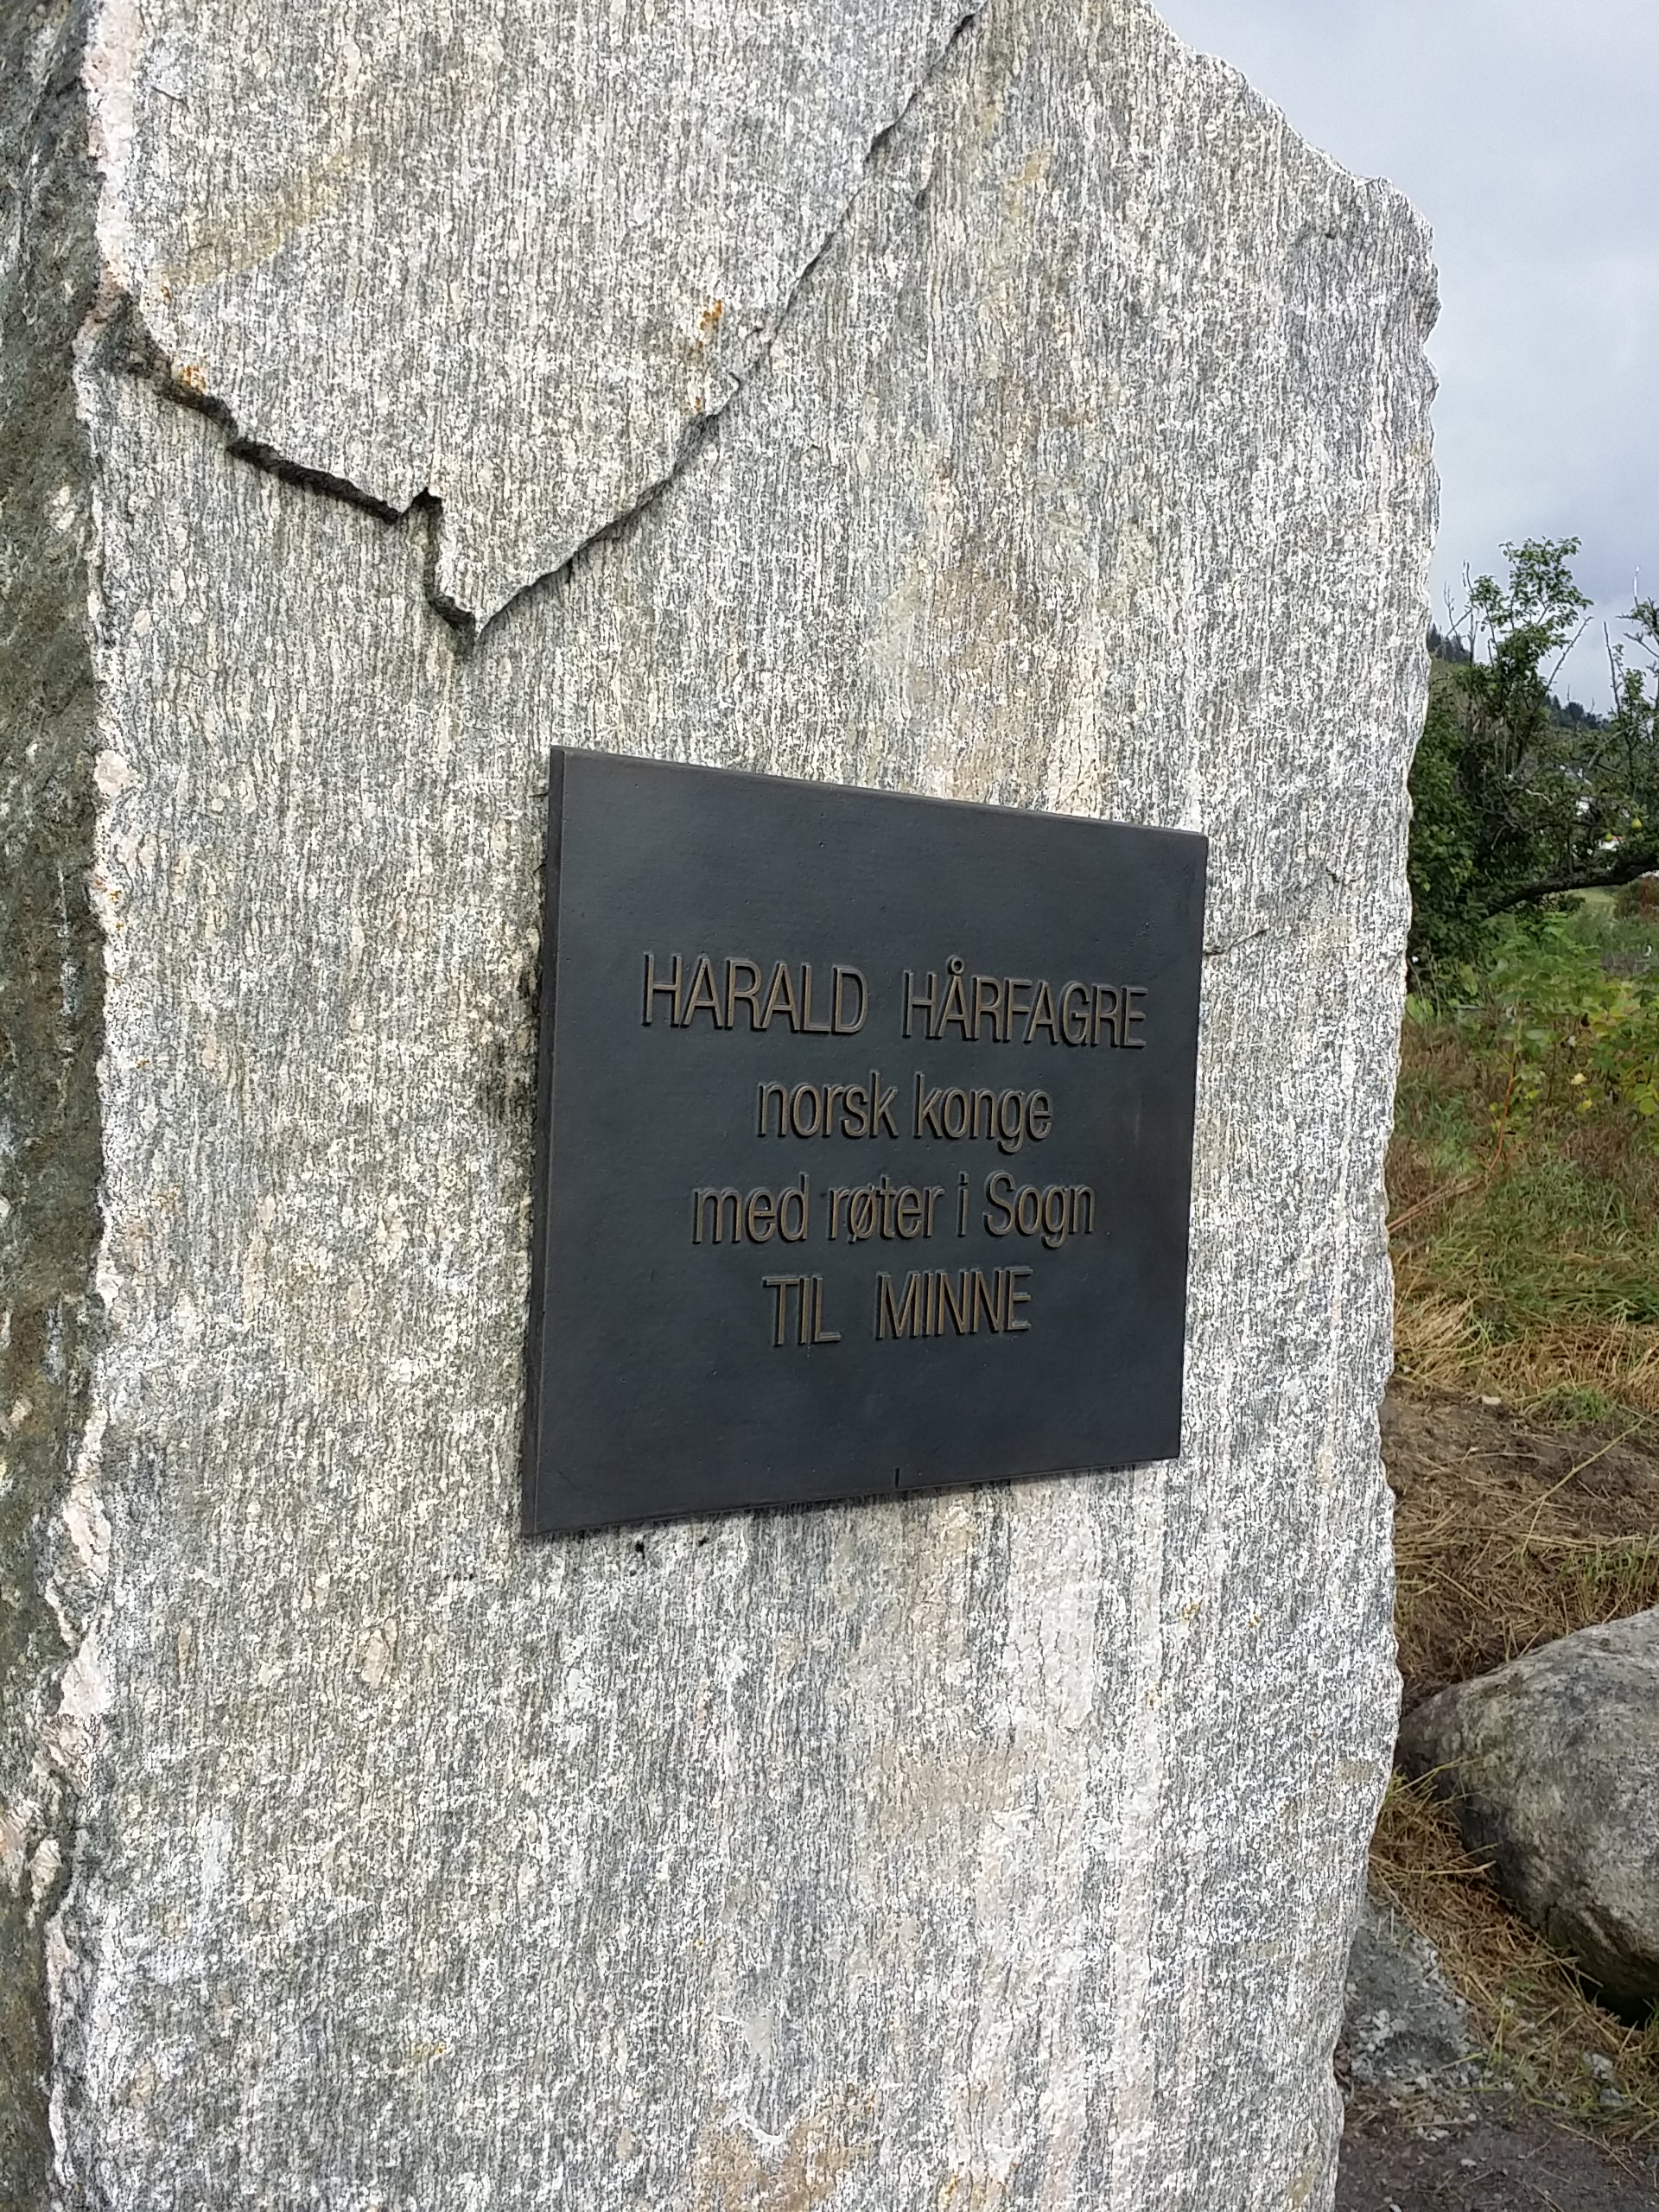 HARALD HÅRFAGRE
norsk konge
med røter i Sogn
TIL MINNE